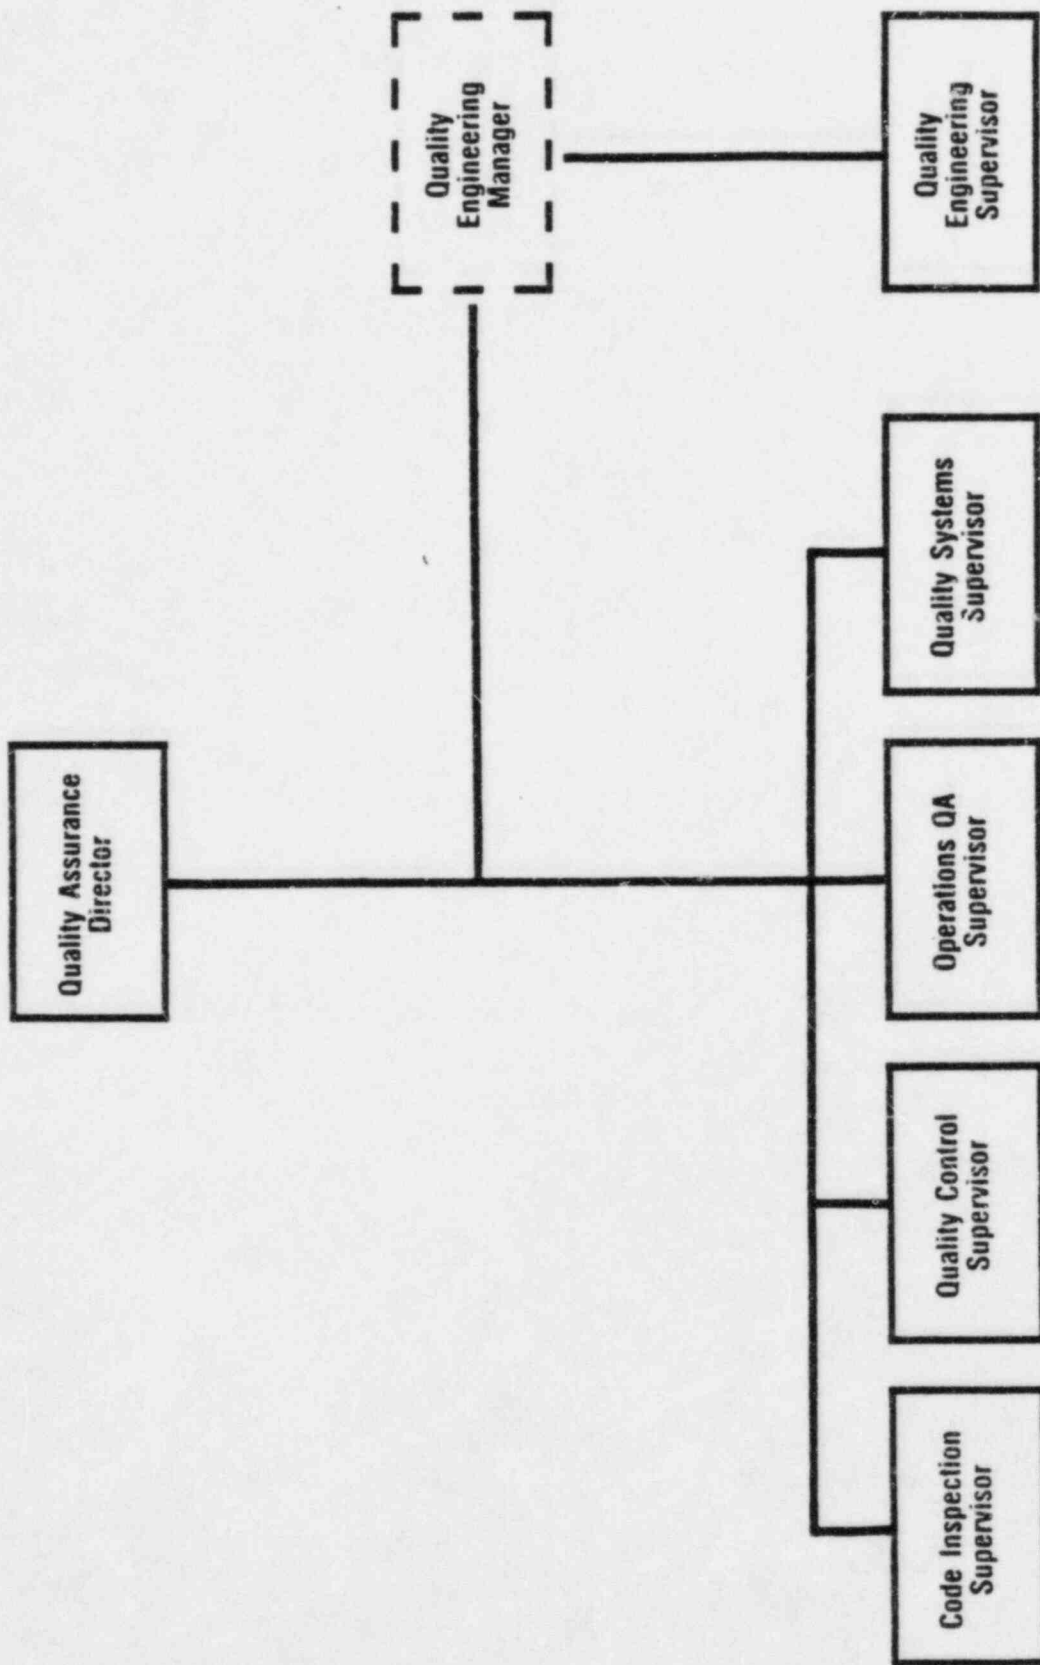 Quality Assurance
Director
Quality
Engineering
Manager
Code Inspection
Supervisor
Quality Control
Supervisor
Operations QA
Supervisor
Quality Systems
Supervisor
Quality
Engineering
Supervisor